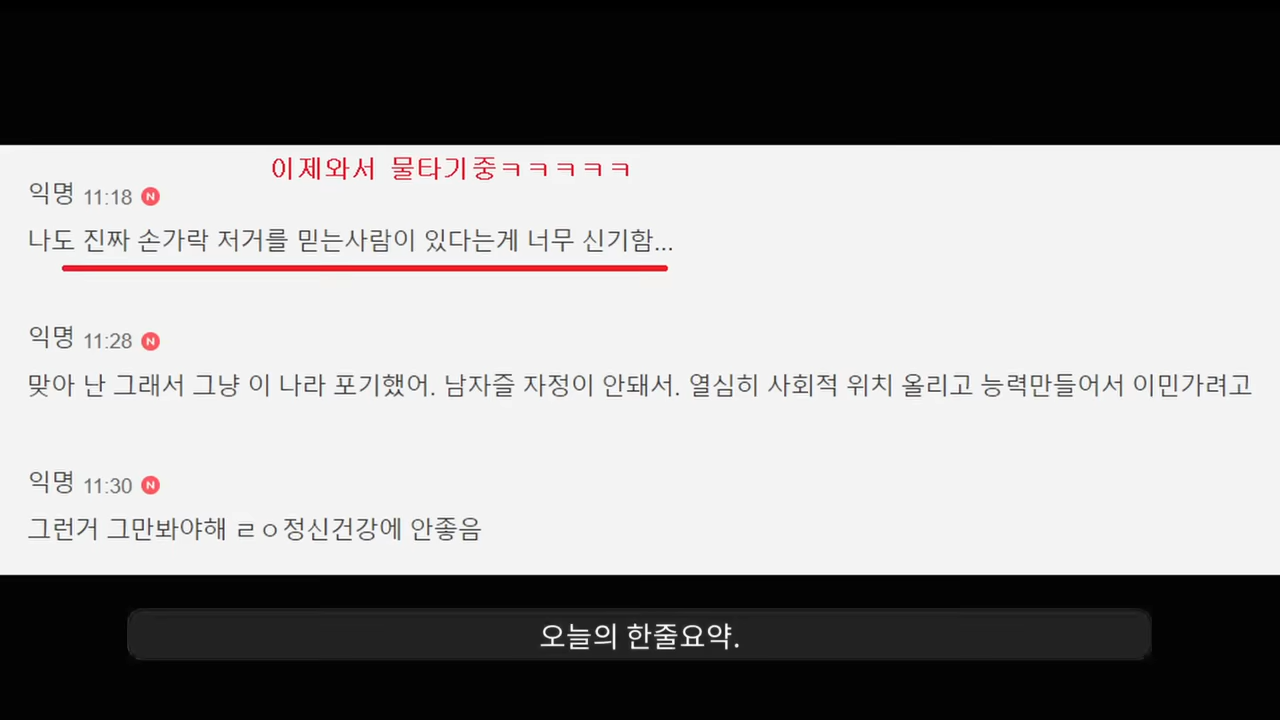 이제와서 물타기중ㅋㅋㅋㅋㅋ
익명 11:18 N
나도 진짜 손가락 저거를 믿는사람이 있다는게 너무 신기함...
익명 11:28 N
맞아 난 그래서 그냥 이 나라 포기했어. 남자즐 자정이 안돼서. 열심히 사회적 위치 올리고 능력만들어서 이민가려고
익명 11:30 N
그런거 그만봐야해 ㄹㅇ정신건강에 안좋음
오늘의 한줄요약.